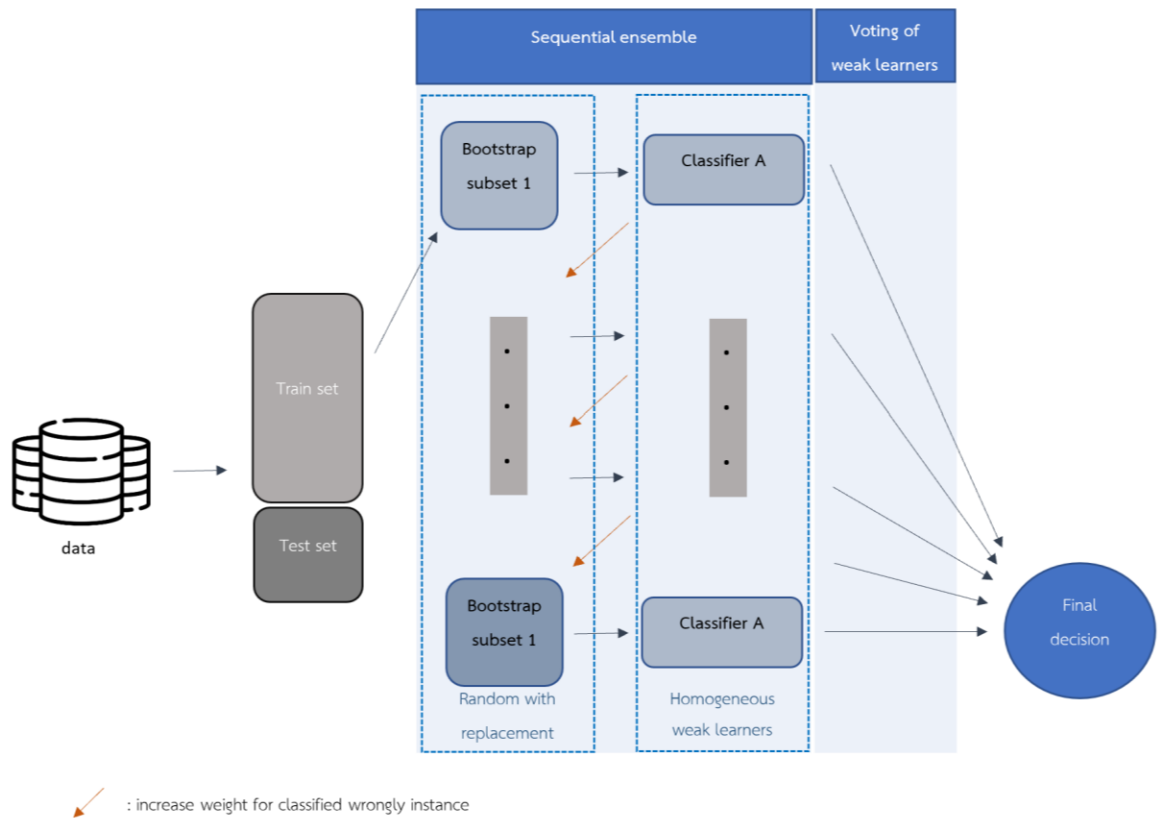 Sequential ensemble
Voting of
weak learners
Bootstrap
subset 1
Classifier A
Train set
Test set
data
Bootstrap
subset 1
Classifier A
Random with
replacement
Homogeneous
weak learners
Final
decision
: increase weight for classified wrongly instance